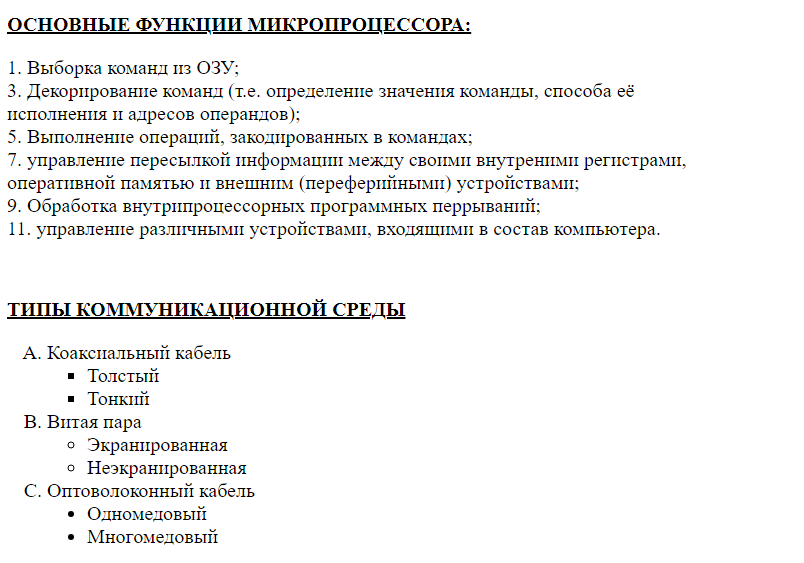 ОСНОВНЫЕ ФУНКЦИИ МИКРОПРОЦЕССОРА:
1. Выборка команд из ОЗУ;
3. Декорирование команд (т.е. определение значения команды, способа её
исполнения и адресов операндов);
5. Выполнение операций, закодированных в командах;
7. управление пересылкой информации между своими внутреними регистрами,
оперативной памятью и внешним (переферийными) устройствами;
9. Обработка внутрипроцессорных программных перрываний;
11. управление различными устройствами, входящими в состав компьютера.
ТИПЫ КОММУНИКАЦИОННОЙ СРЕДЫ
A. Коаксиальный кабель
▪ Толстый
▪ Тонкий
B. Витая пара
◦ Экранированная
◦ Неэкранированная
C. Оптоволоконный кабель
• Одномедовый
• Многомедовый